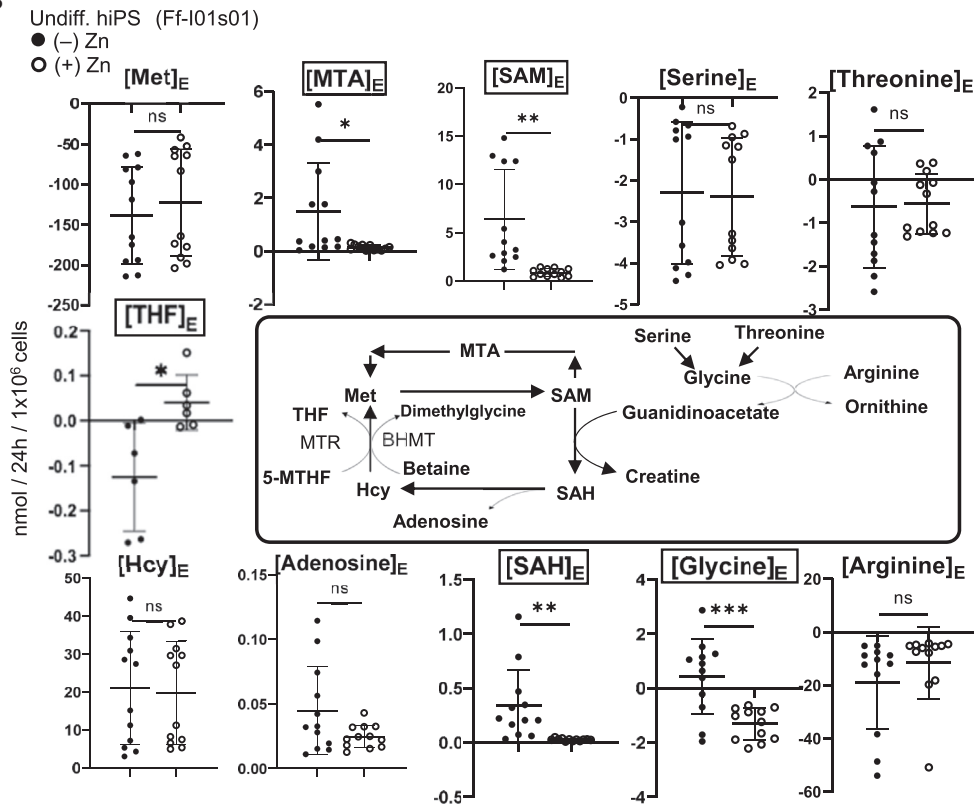 Undiff. hiPS (Ff-I01s01)
(–) Zn
(+) Zn
nmol / 24h / 1x10⁶ cells
[Met]E
0
-50
-100
-150
-200
-250
ns
[MTA]E
6
4
2
0
-2
*
[SAM]E
20
15
10
5
0
**
[Serine]E
0
-1
-2
-3
-4
-5
ns
[Threonine]E
2
1
0
-1
-2
-3
ns
[THF]E
0.2
0.1
0.0
-0.1
-0.2
-0.3
*
Serine
Threonine
MTA
Glycine
Arginine
Ornithine
Met
SAM
Guanidinoacetate
THF
Dimethylglycine
MTR
BHMT
5-MTHF
Betaine
Creatine
Hcy
SAH
Adenosine
[Hcy]E
50
40
30
20
10
0
ns
[Adenosine]E
0.15
0.10
0.05
0.00
ns
[SAH]E
1.5
1.0
0.5
0.0
-0.5
**
[Glycine]E
4
2
0
-2
-4
***
[Arginine]E
20
0
-20
-40
-60
ns